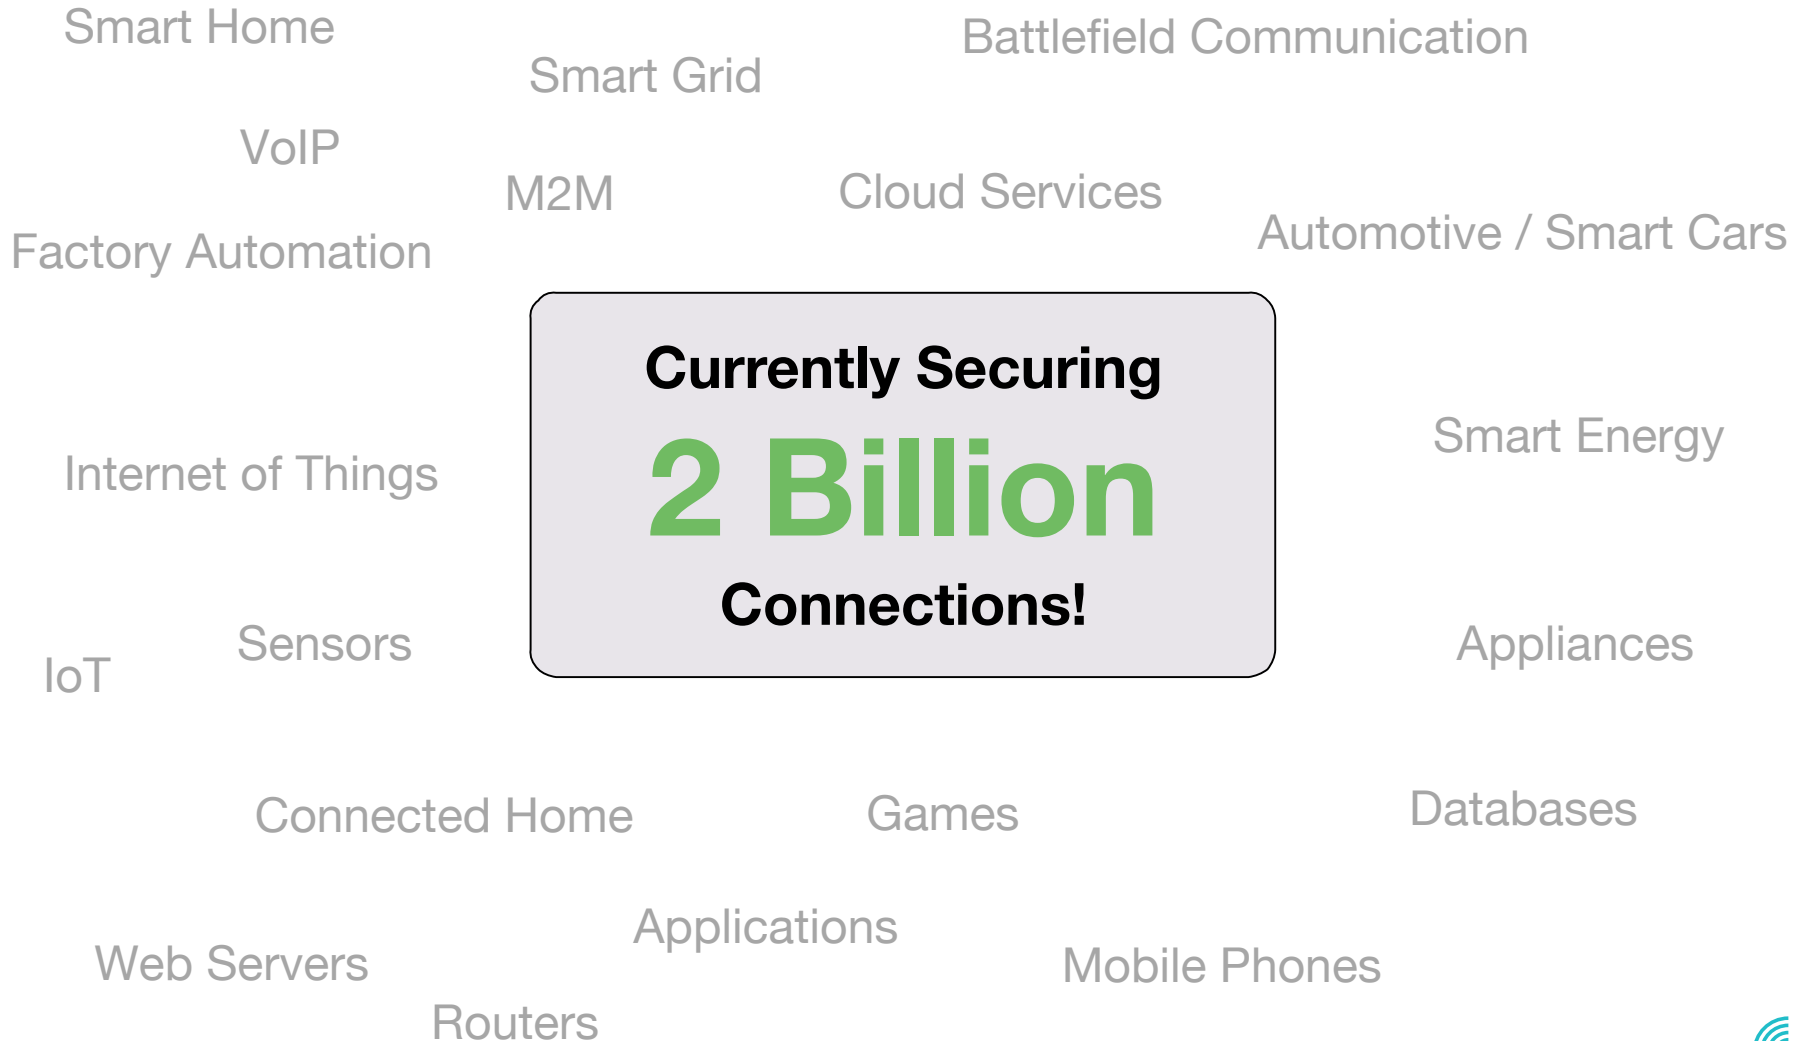 Smart Home
Battlefield Communication
Smart Grid
VoIP
M2M
Cloud Services
Automotive / Smart Cars
Factory Automation
Currently Securing
2 Billion
Connections!
Smart Energy
Internet of Things
Sensors
IoT
Appliances
Connected Home
Games
Databases
Applications
Web Servers
Mobile Phones
Routers